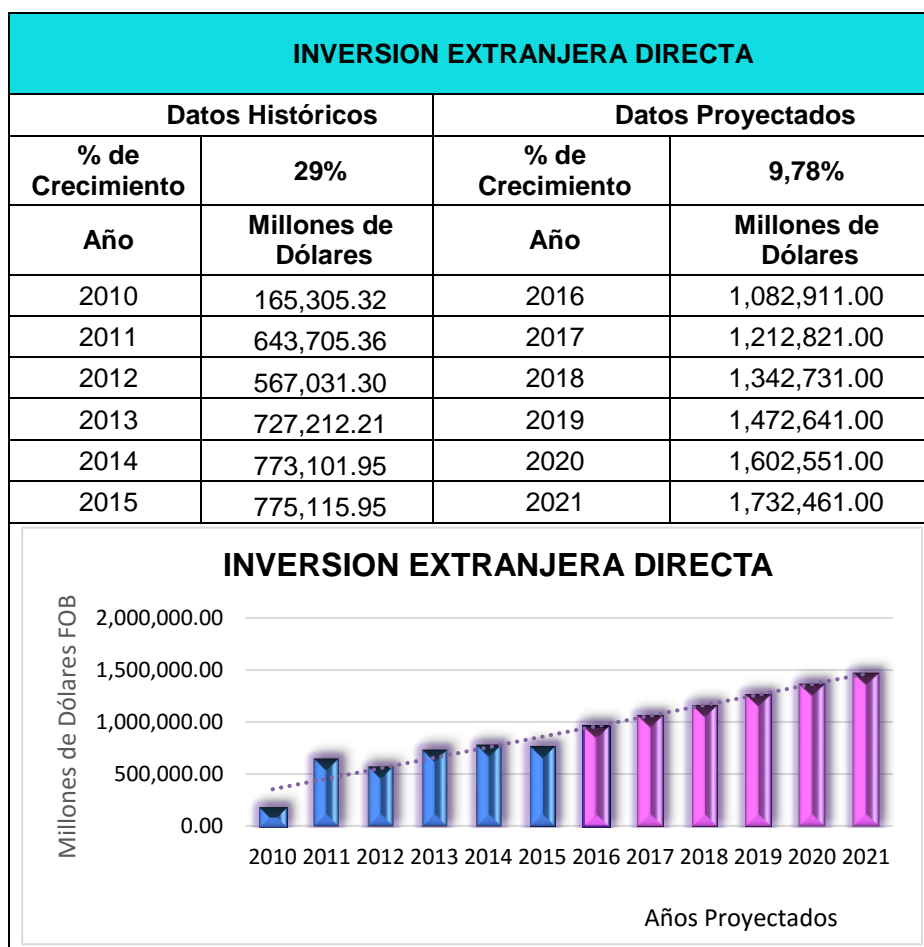 INVERSION EXTRANJERA DIRECTA
Datos Históricos Datos Proyectados
% de Crecimiento 29% % de Crecimiento 9,78%
Año Millones de Dólares Año Millones de Dólares
2010 165,305.32 2016 1,082,911.00
2011 643,705.36 2017 1,212,821.00
2012 567,031.30 2018 1,342,731.00
2013 727,212.21 2019 1,472,641.00
2014 773,101.95 2020 1,602,551.00
2015 775,115.95 2021 1,732,461.00
INVERSION EXTRANJERA DIRECTA
Millones de Dólares FOB
2,000,000.00
1,500,000.00
1,000,000.00
500,000.00
0.00
2010 2011 2012 2013 2014 2015 2016 2017 2018 2019 2020 2021
Años Proyectados